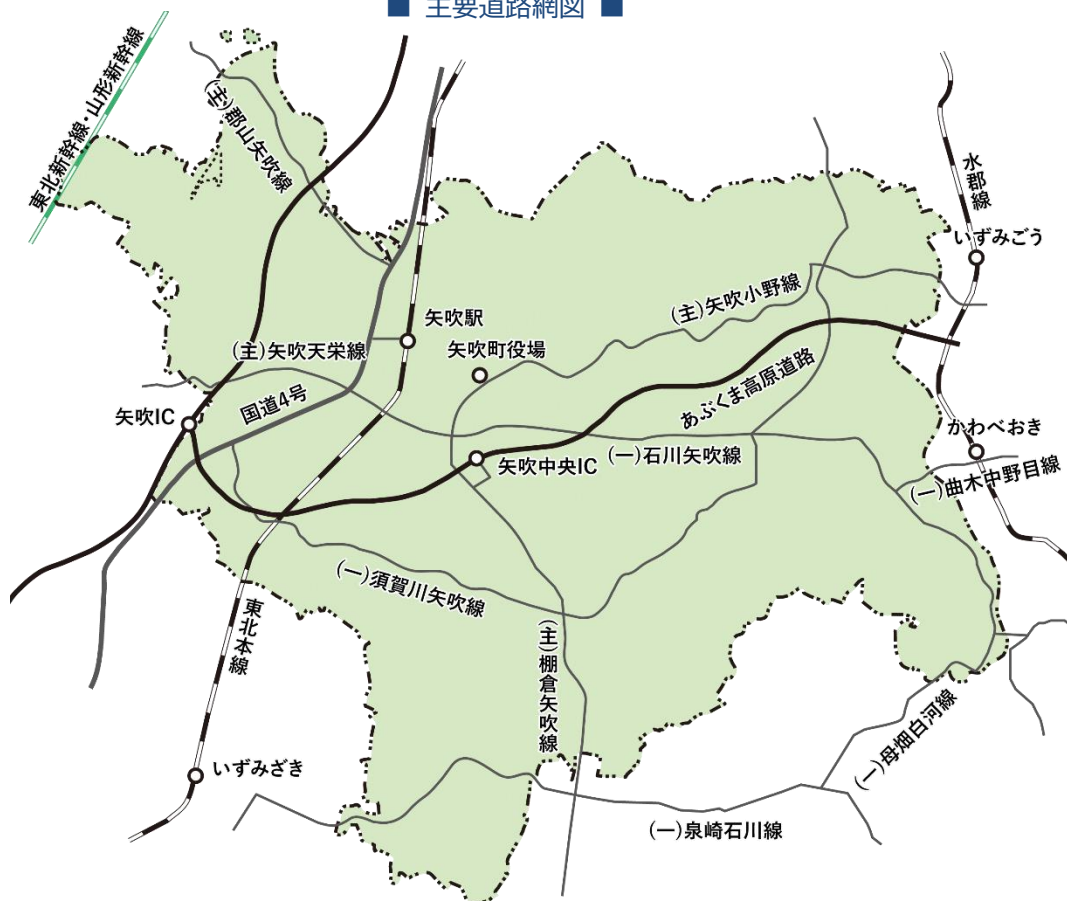 ■ 主要道路網図 ■
東北新幹線・山形新幹線
(主)郡山矢吹線
水郡線
いずみごう
(主)矢吹小野線
矢吹駅
矢吹町役場
(主)矢吹天栄線
あぶくま高原道路
国道4号
矢吹IC
かわべおき
矢吹中央IC
(一)石川矢吹線
(一)曲木中野目線
(一)須賀川矢吹線
東北本線
(主)棚倉矢吹線
(一)母畑白河線
いずみざき
(一)泉崎石川線